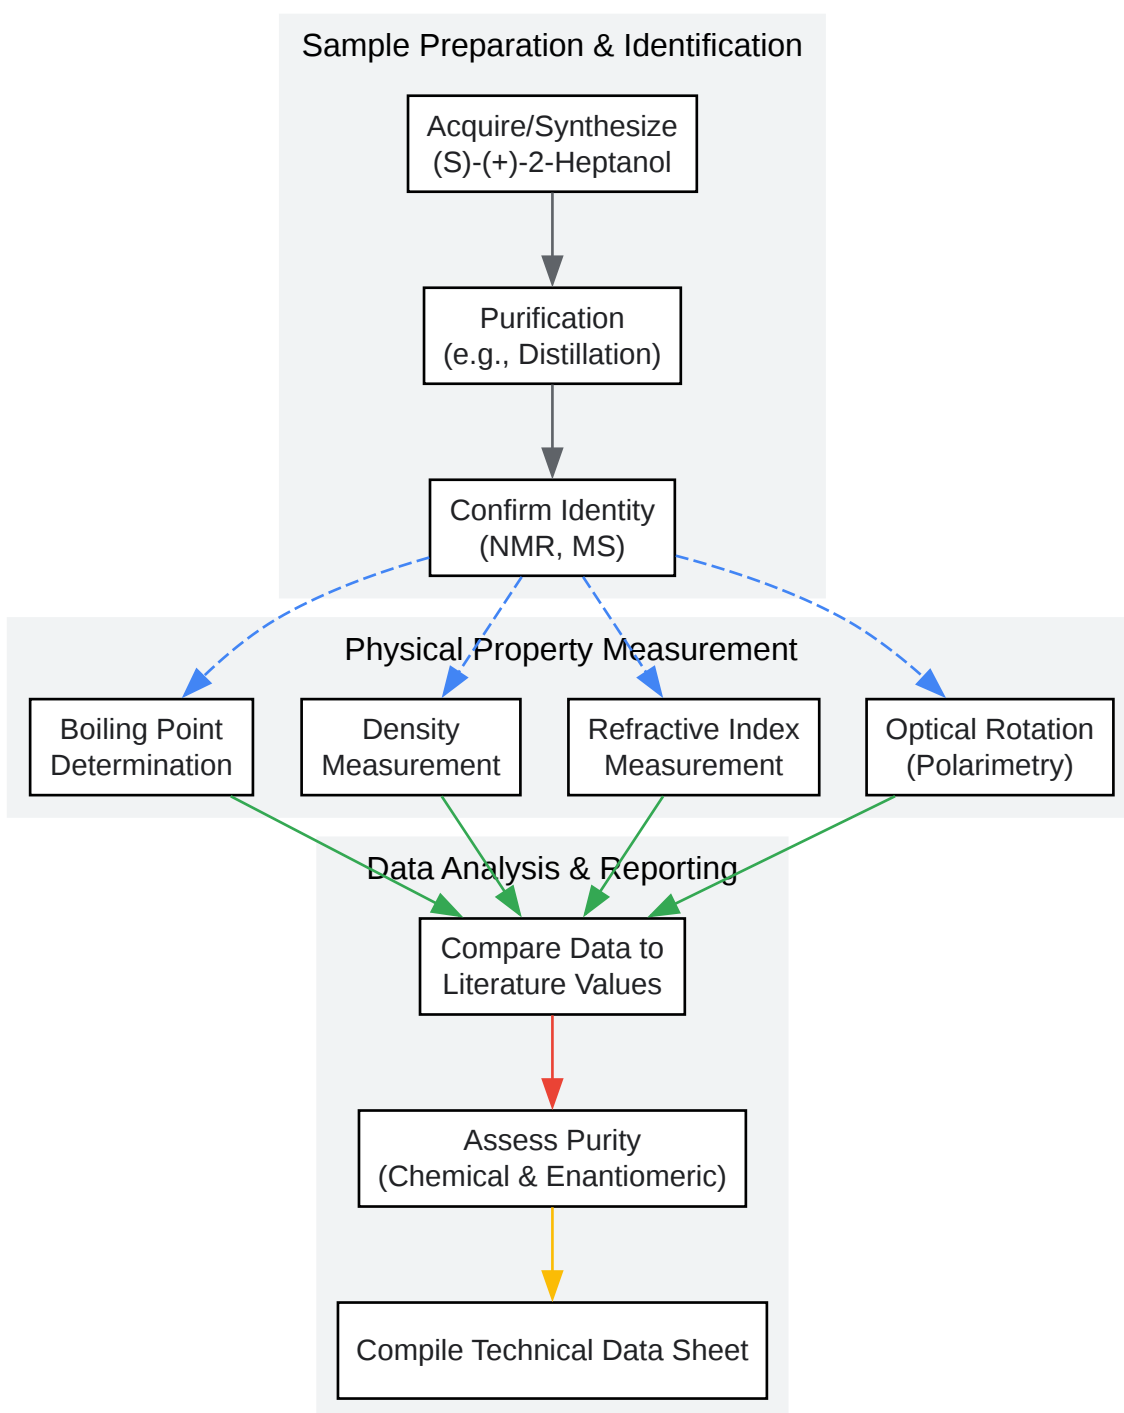 Sample Preparation & Identification
Acquire/Synthesize
(S)-(+)-2-Heptanol
Purification
(e.g., Distillation)
Confirm Identity
(NMR, MS)
Physical Property Measurement
Boiling Point
Determination
Density
Measurement
Refractive Index
Measurement
Optical Rotation
(Polarimetry)
Data Analysis & Reporting
Compare Data to
Literature Values
Assess Purity
(Chemical & Enantiomeric)
Compile Technical Data Sheet